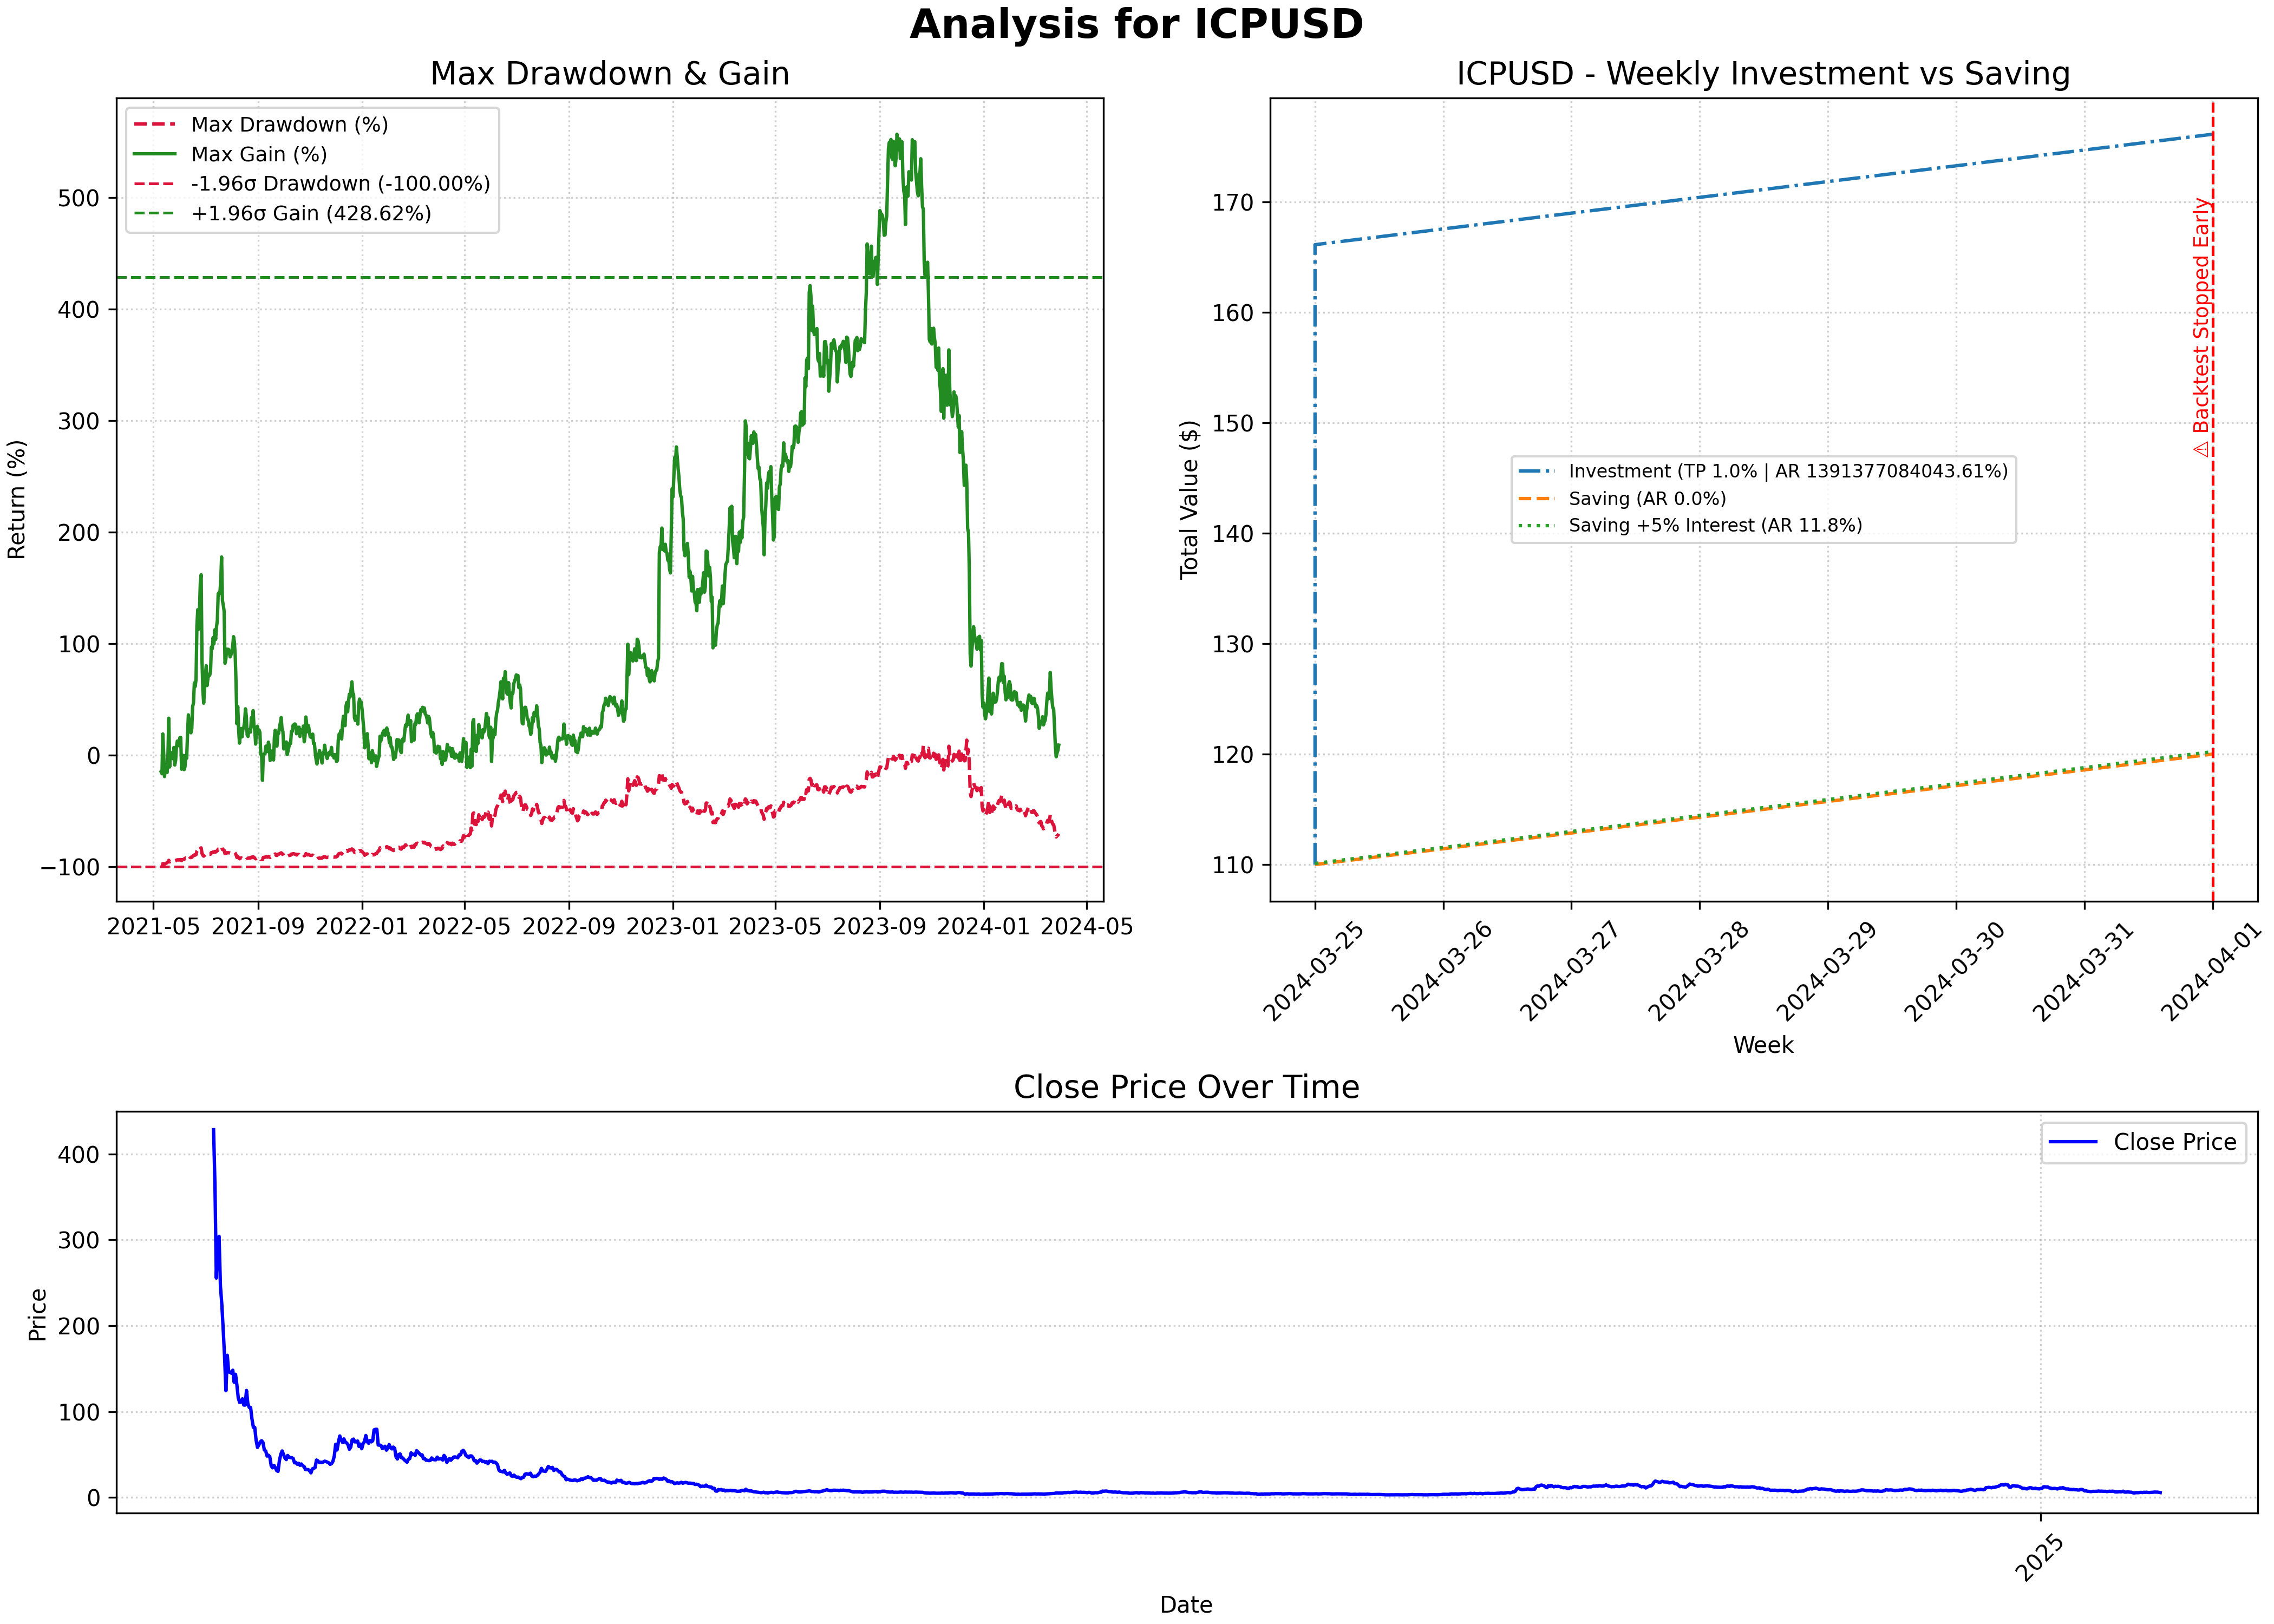 Analysis for ICPUSD
Max Drawdown & Gain
Return (%)
500
400
300
200
100
0
−100
Max Drawdown (%)
Max Gain (%)
-1.96σ Drawdown (-100.00%)
+1.96σ Gain (428.62%)
2021-05 2021-09 2022-01 2022-05 2022-09 2023-01 2023-05 2023-09 2024-01 2024-05
ICPUSD - Weekly Investment vs Saving
Total Value ($)
170
160
150
140
130
120
110
⚠ Backtest Stopped Early
Investment (TP 1.0% | AR 1391377084043.61%)
Saving (AR 0.0%)
Saving +5% Interest (AR 11.8%)
2024-03-25 2024-03-26 2024-03-27 2024-03-28 2024-03-29 2024-03-30 2024-03-31 2024-04-01
Week
Close Price Over Time
Price
400
300
200
100
0
Close Price
2025
Date